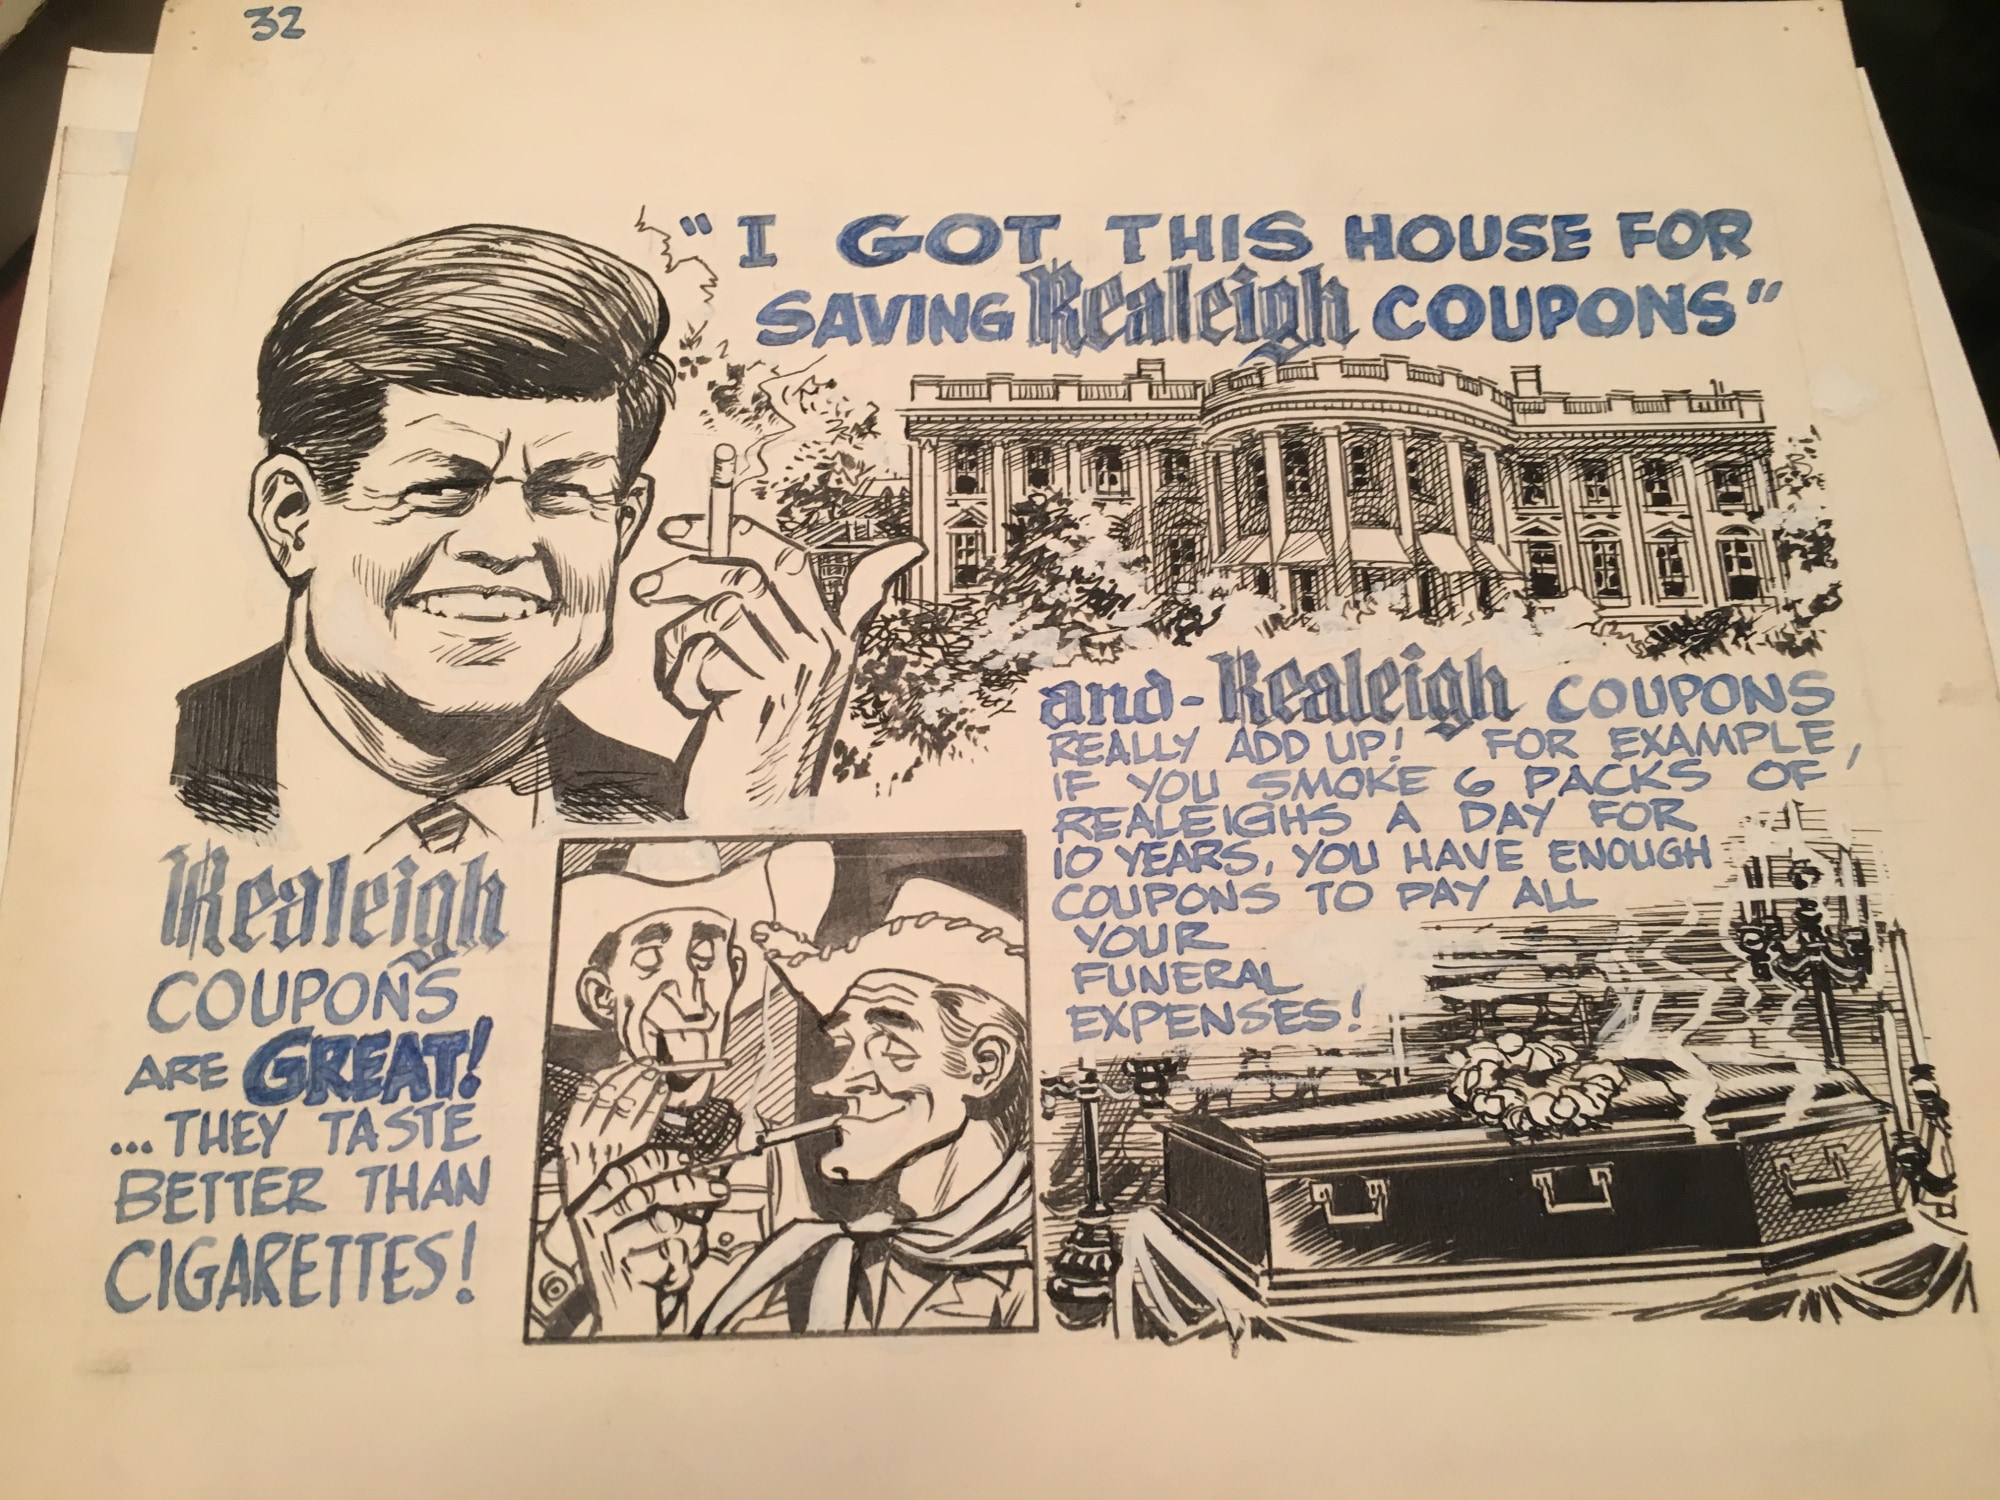 32
"I GOT THIS HOUSE FOR
SAVING Realeigh COUPONS"
and-Realeigh COUPONS
REALLY ADD UP! FOR EXAMPLE,
IF YOU SMOKE 6 PACKS OF
REALEIGHS A DAY FOR
10 YEARS, YOU HAVE ENOUGH
COUPONS TO PAY ALL
YOUR
FUNERAL
EXPENSES!
Realeigh
COUPONS
ARE GREAT!
...THEY TASTE
BETTER THAN
CIGARETTES!